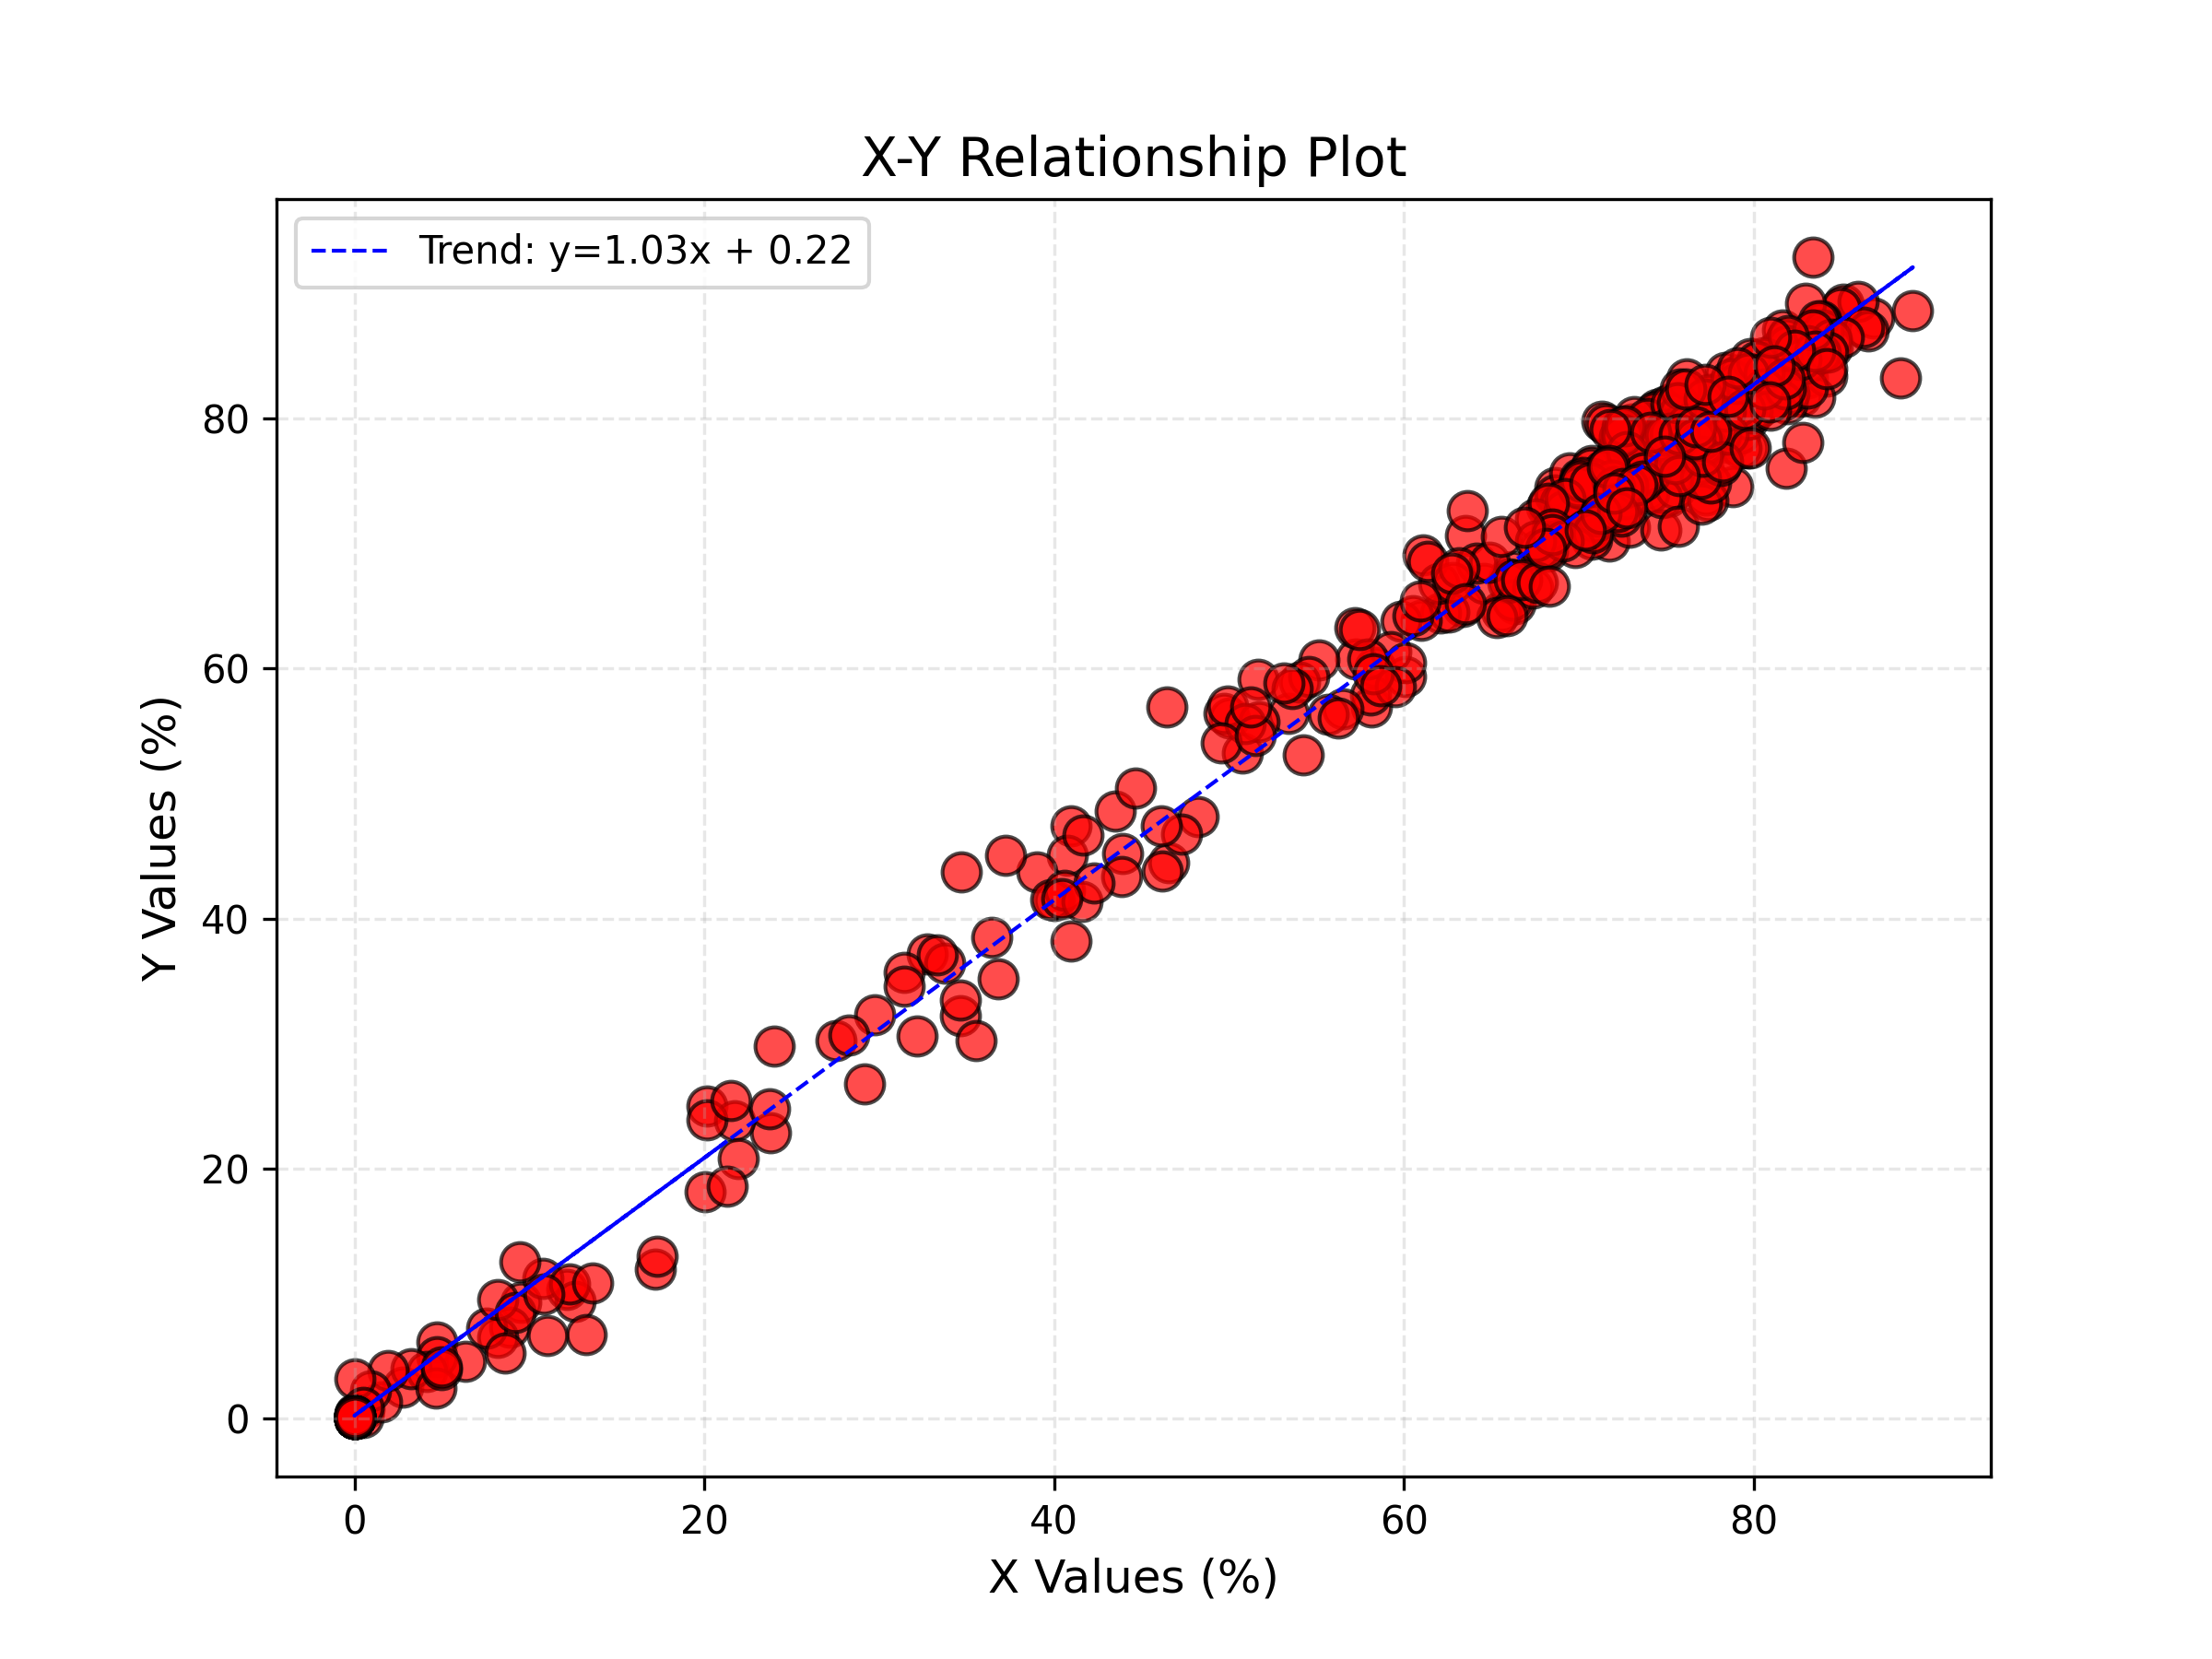 X-Y Relationship Plot
Trend: y=1.03x + 0.22
Y Values (%)
80
60
40
20
0
0 20 40 60 80
X Values (%)